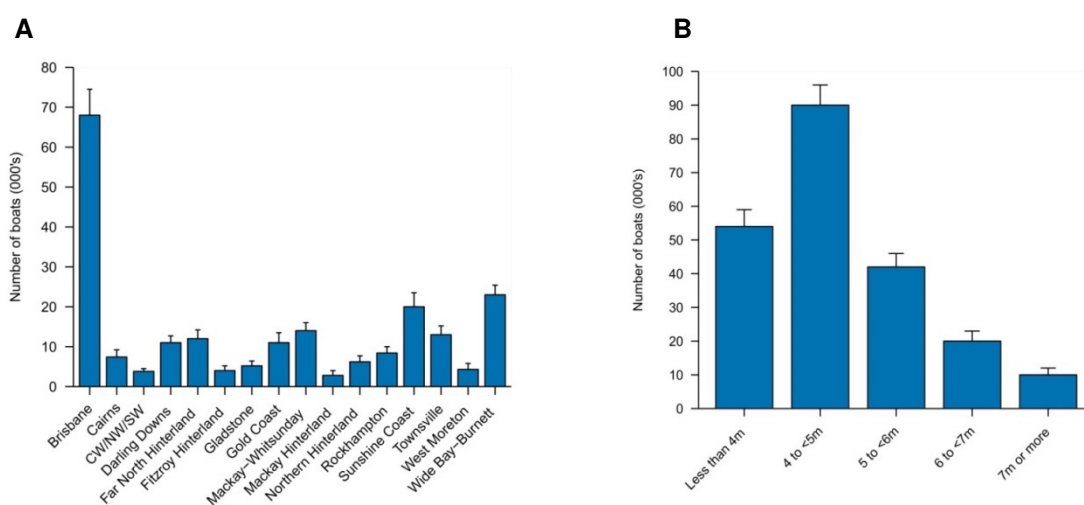 A
Number of boats (000's)
80
70
60
50
40
30
20
10
0
Brisbane
Cairns
CW/NW/SW
Darling Downs
Far North Hinterland
Fitzroy Hinterland
Gladstone
Gold Coast
Mackay-Whitsunday
Mackay Hinterland
Northern Hinterland
Rockhampton
Sunshine Coast
Townsville
West Moreton
Wide Bay-Burnett
B
Number of boats (000's)
100
90
80
70
60
50
40
30
20
10
0
Less than 4m
4 to <5m
5 to <6m
6 to <7m
7m or more